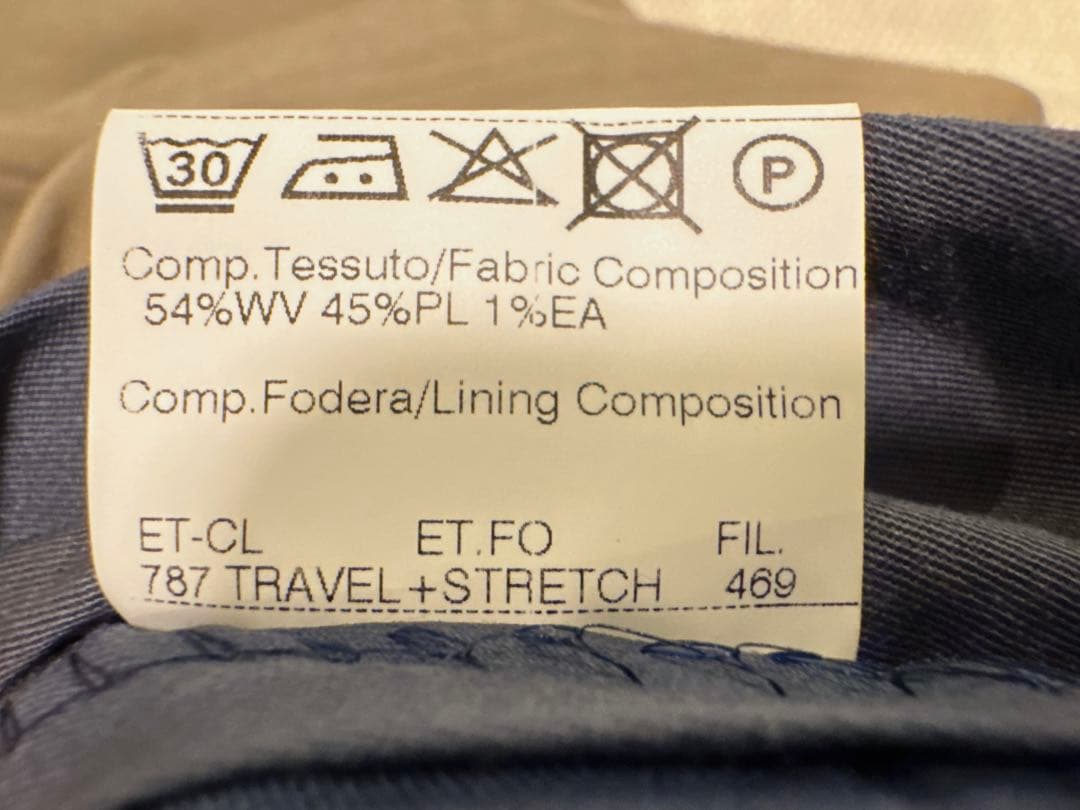 30 P
Comp.Tessuto/Fabric Composition
54%WV 45%PL 1%EA
Comp.Fodera/Lining Composition
ET-CL ET.FO FIL.
787 TRAVEL+STRETCH 469